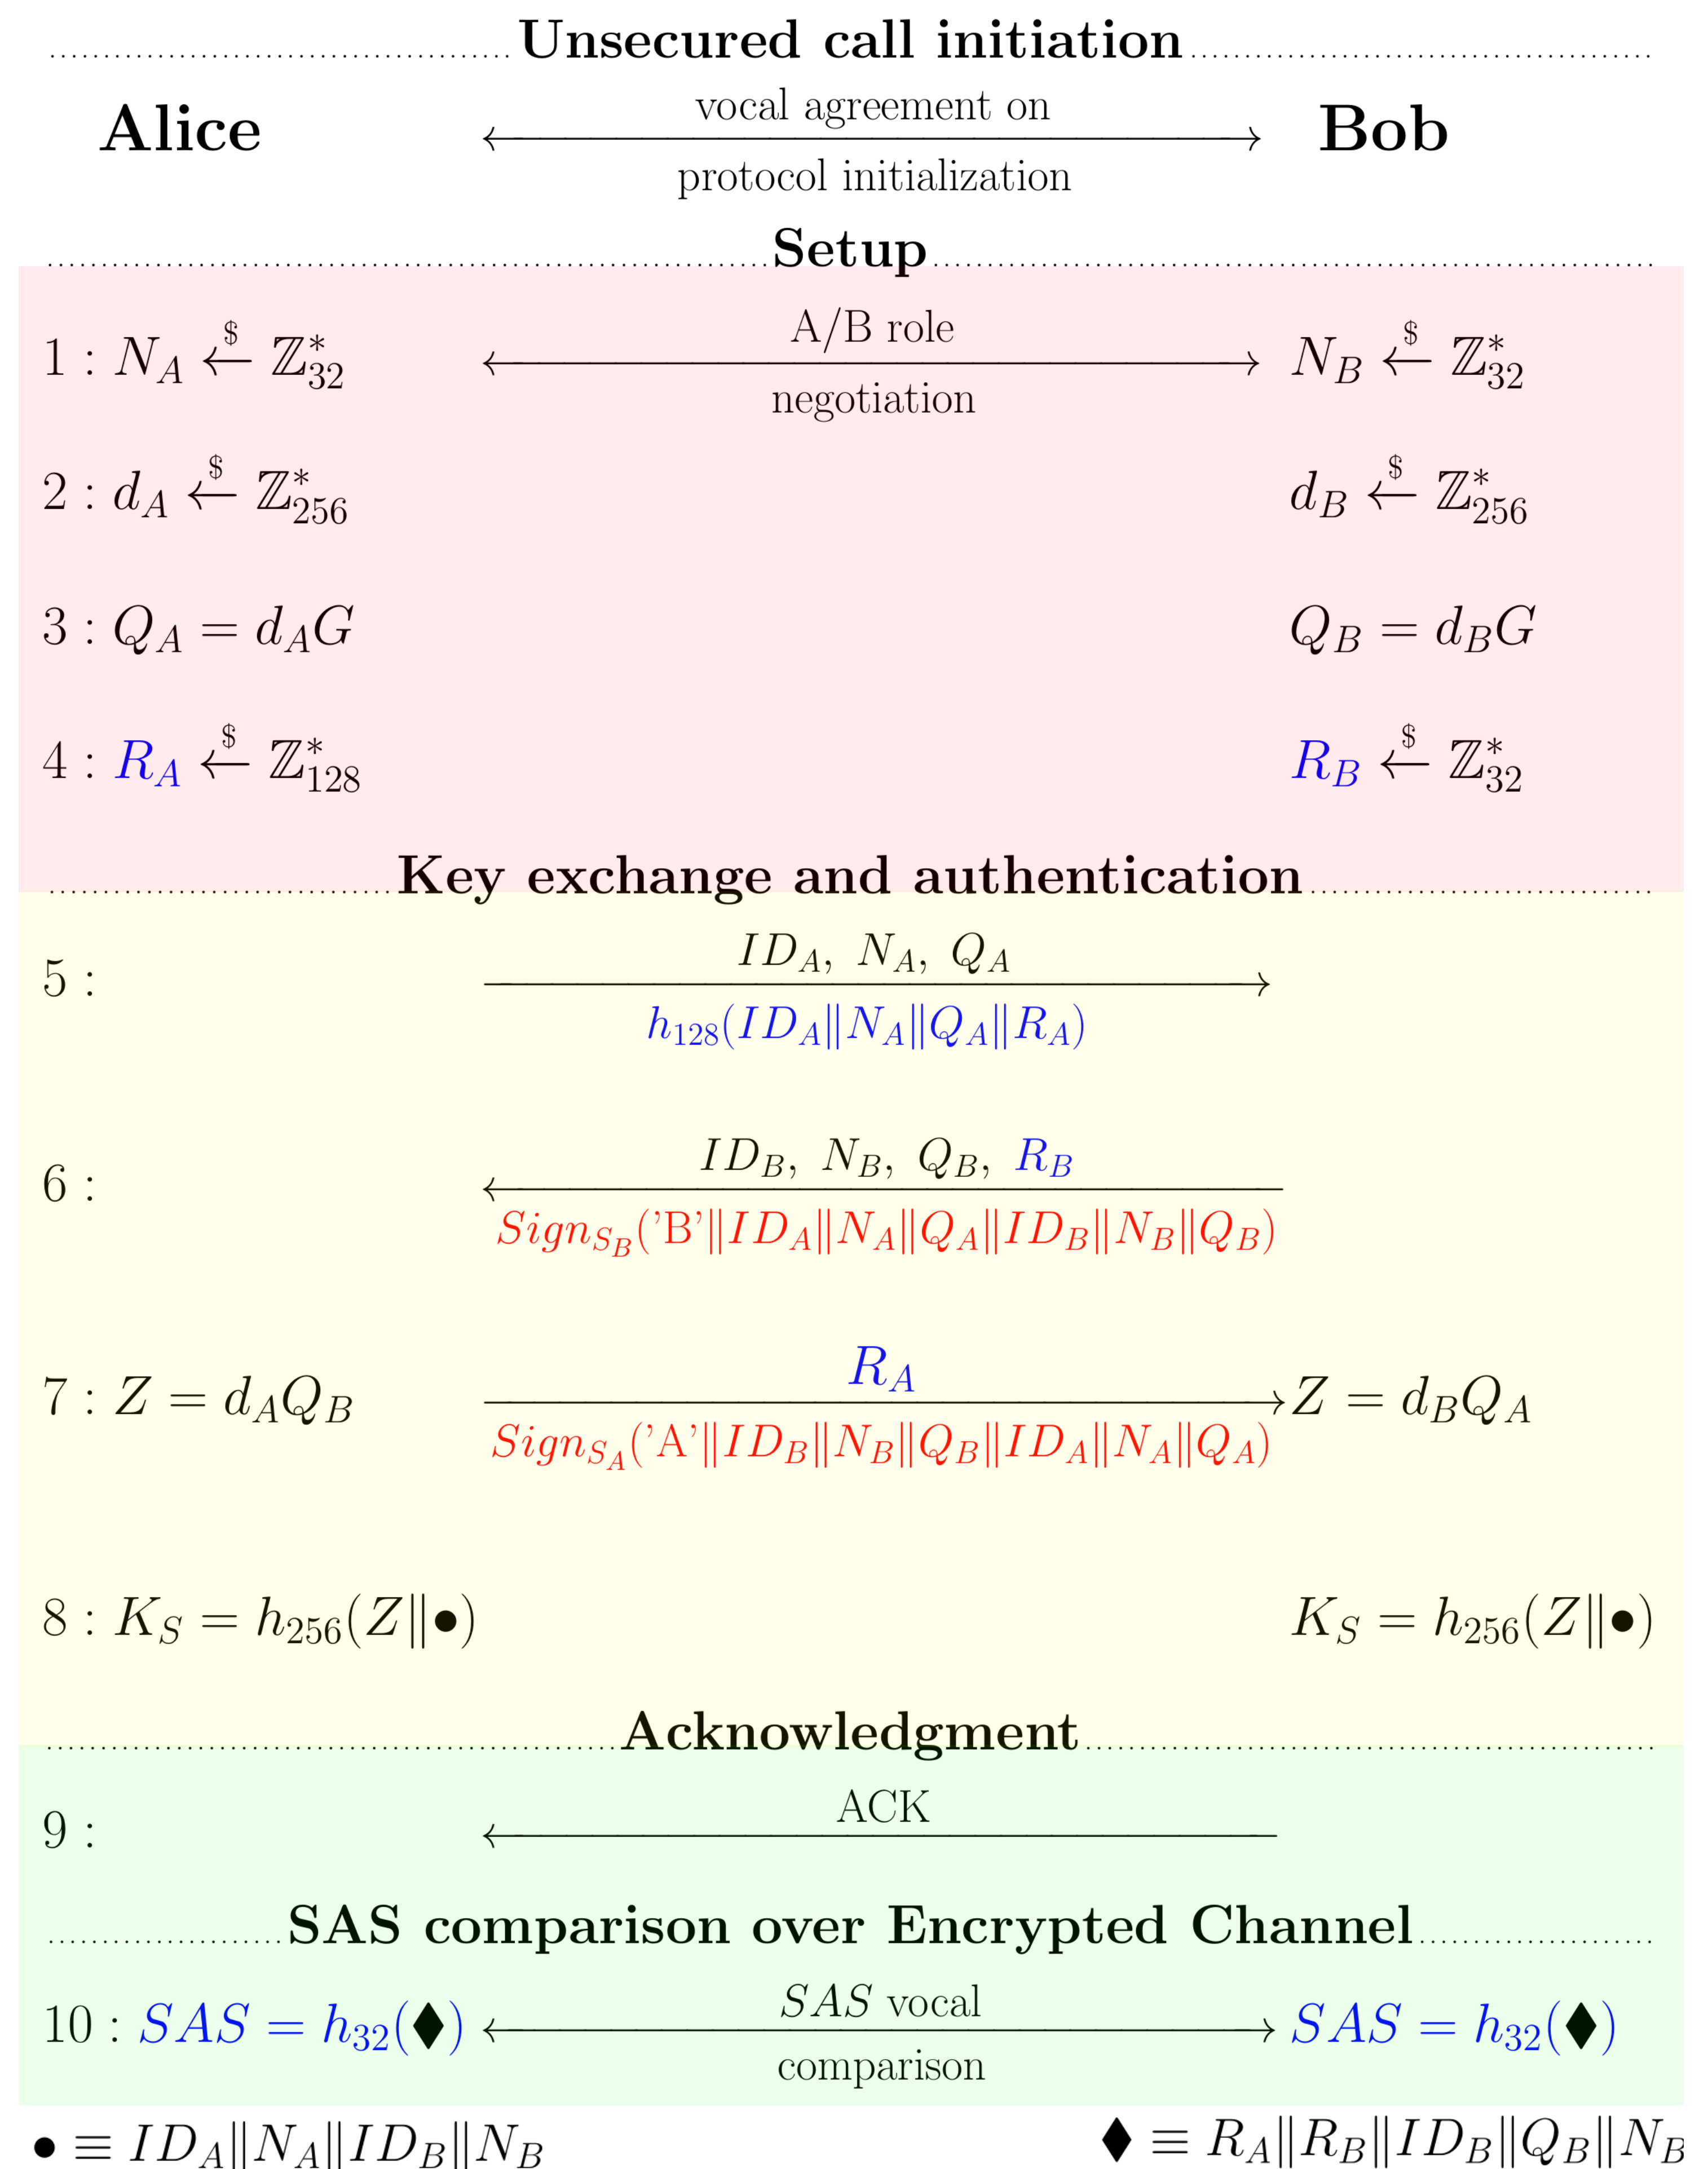 Unsecured call initiation
Alice vocal agreement on Bob
protocol initialization
Setup
1 : N_A ←$ ℤ*_32 A/B role N_B ←$ ℤ*_32
negotiation
2 : d_A ←$ ℤ*_256 d_B ←$ ℤ*_256
3 : Q_A = d_A G Q_B = d_B G
4 : R_A ←$ ℤ*_128 R_B ←$ ℤ*_32
Key exchange and authentication
5 : ID_A, N_A, Q_A
h_128(ID_A‖N_A‖Q_A‖R_A)
6 : ID_B, N_B, Q_B, R_B
Sign_{S_B}('B'‖ID_A‖N_A‖Q_A‖ID_B‖N_B‖Q_B)
7 : Z = d_A Q_B R_A Z = d_B Q_A
Sign_{S_A}('A'‖ID_B‖N_B‖Q_B‖ID_A‖N_A‖Q_A)
8 : K_S = h_256(Z‖●) K_S = h_256(Z‖●)
Acknowledgment
9 : ACK
SAS comparison over Encrypted Channel
10 : SAS = h_32(♦) SAS vocal SAS = h_32(♦)
comparison
● ≡ ID_A‖N_A‖ID_B‖N_B ♦ ≡ R_A‖R_B‖ID_B‖Q_B‖N_B